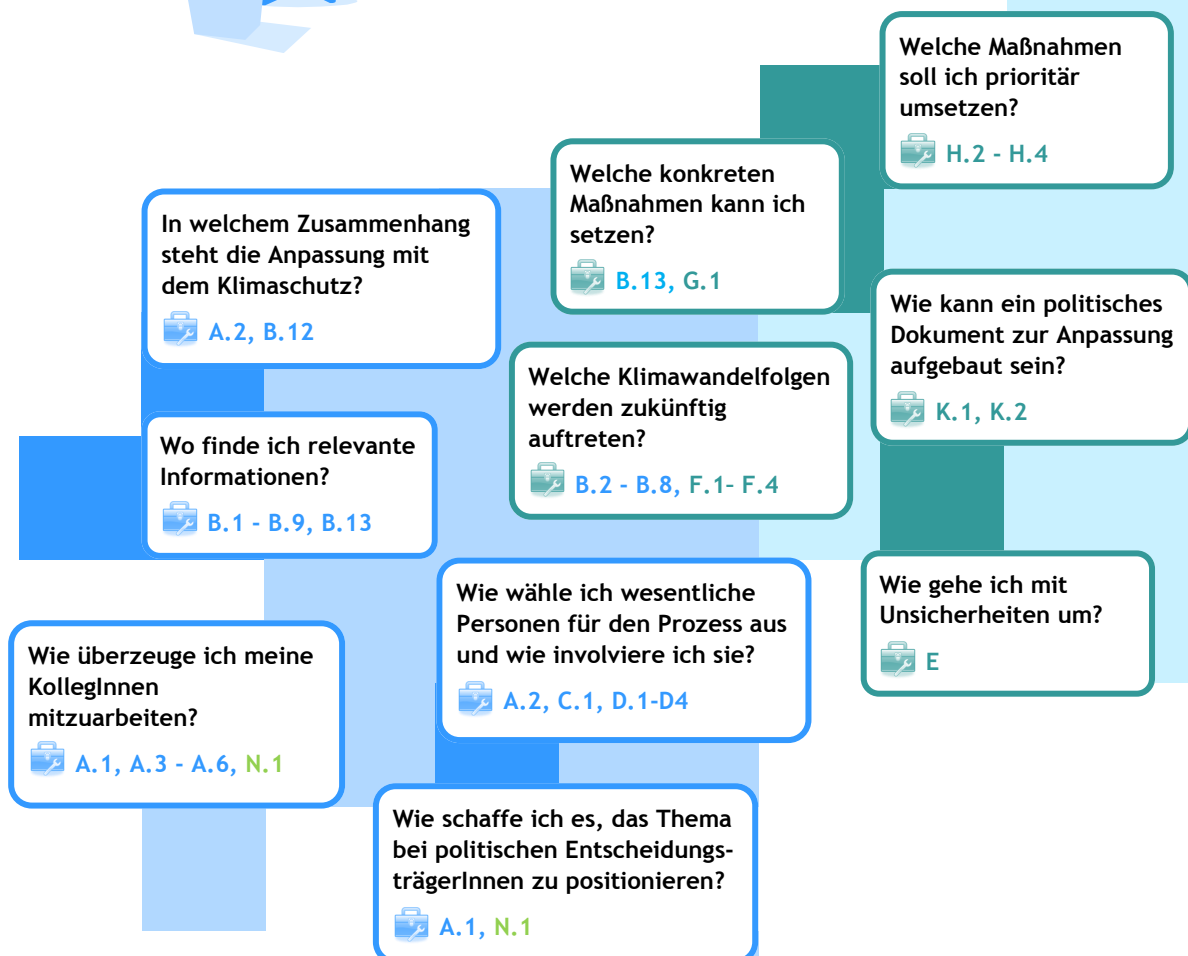 Welche Maßnahmen
soll ich prioritär
umsetzen?
H.2 - H.4
Welche konkreten
Maßnahmen kann ich
setzen?
B.13, G.1
In welchem Zusammenhang
steht die Anpassung mit
dem Klimaschutz?
A.2, B.12
Wie kann ein politisches
Dokument zur Anpassung
aufgebaut sein?
K.1, K.2
Welche Klimawandelfolgen
werden zukünftig
auftreten?
B.2 - B.8, F.1- F.4
Wo finde ich relevante
Informationen?
B.1 - B.9, B.13
Wie wähle ich wesentliche
Personen für den Prozess aus
und wie involviere ich sie?
A.2, C.1, D.1-D4
Wie gehe ich mit
Unsicherheiten um?
E
Wie überzeuge ich meine
KollegInnen
mitzuarbeiten?
A.1, A.3 - A.6, N.1
Wie schaffe ich es, das Thema
bei politischen Entscheidungs-
trägerInnen zu positionieren?
A.1, N.1